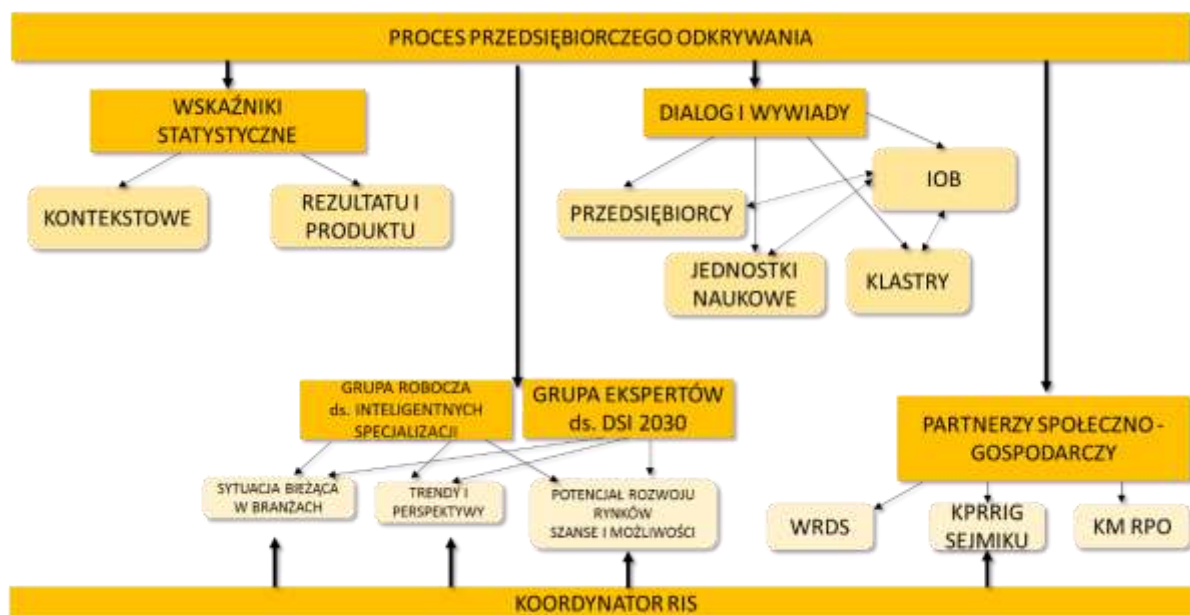 PROCES PRZEDSIĘBIORCZEGO ODKRYWANIA
WSKAŹNIKI
STATYSTYCZNE
DIALOG I WYWIADY
KONTEKSTOWE
REZULTATU I
PRODUKTU
PRZEDSIĘBIORCY
IOB
JEDNOSTKI
NAUKOWE
KLASTRY
GRUPA ROBOCZA
ds. INTELIGENTNYCH
SPECJALIZACJI
GRUPA EKSPERTÓW
ds. DSI 2030
PARTNERZY SPOŁECZNO -
GOSPODARCZY
SYTUACJA BIEŻĄCA
W BRANŻACH
TRENDY I
PERSPEKTYWY
POTENCJAŁ ROZWOJU
RYNKÓW
SZANSE I MOŻLIWOŚCI
WRDS
KPRRIG
SEJMIKU
KM RPO
KOORDYNATOR RIS